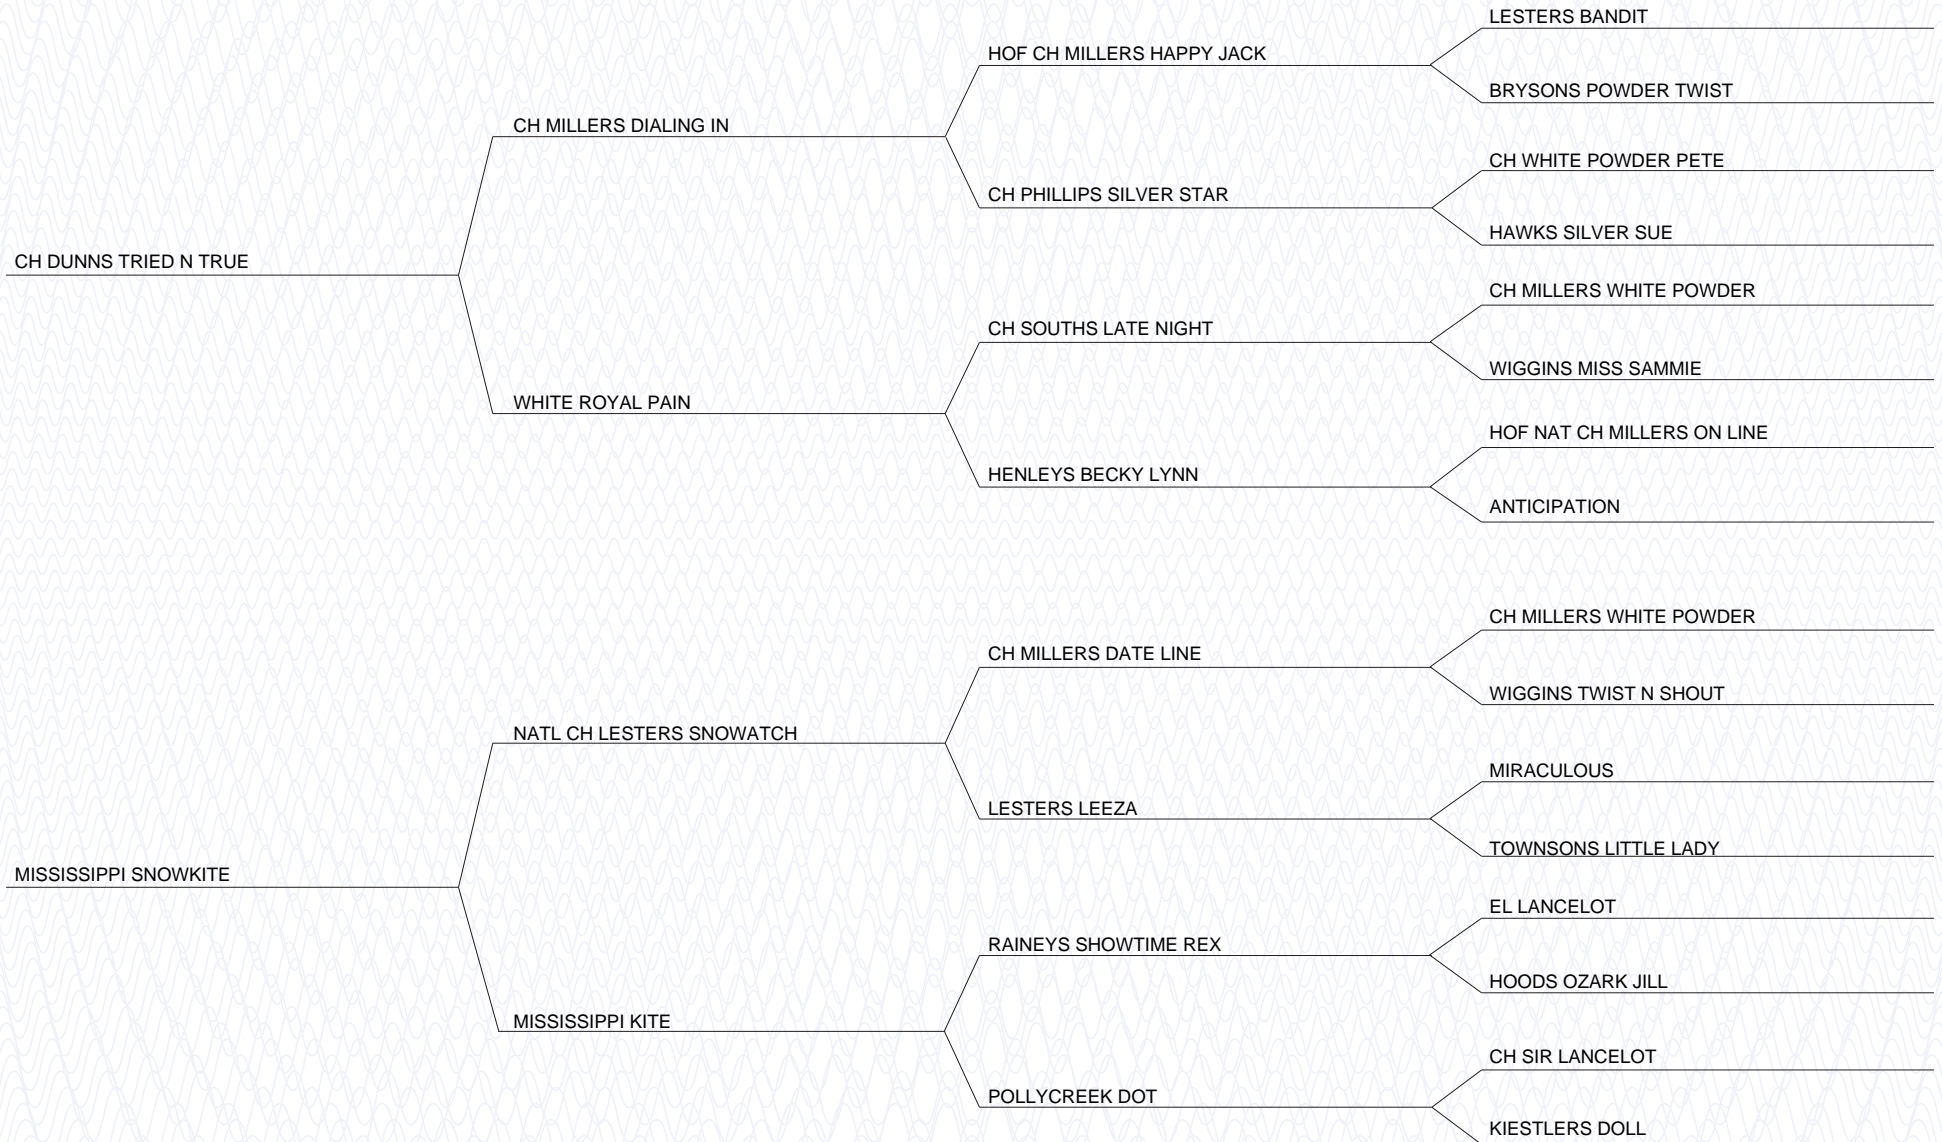 LESTERS BANDIT
HOF CH MILLERS HAPPY JACK
BRYSONS POWDER TWIST
CH MILLERS DIALING IN
CH WHITE POWDER PETE
CH PHILLIPS SILVER STAR
HAWKS SILVER SUE
CH DUNNS TRIED N TRUE
CH MILLERS WHITE POWDER
CH SOUTHS LATE NIGHT
WIGGINS MISS SAMMIE
WHITE ROYAL PAIN
HOF NAT CH MILLERS ON LINE
HENLEYS BECKY LYNN
ANTICIPATION
CH MILLERS WHITE POWDER
CH MILLERS DATE LINE
WIGGINS TWIST N SHOUT
NATL CH LESTERS SNOWATCH
MIRACULOUS
LESTERS LEEZA
TOWNSONS LITTLE LADY
MISSISSIPPI SNOWKITE
EL LANCELOT
RAINEYS SHOWTIME REX
HOODS OZARK JILL
MISSISSIPPI KITE
CH SIR LANCELOT
POLLYCREEK DOT
KIESTLERS DOLL